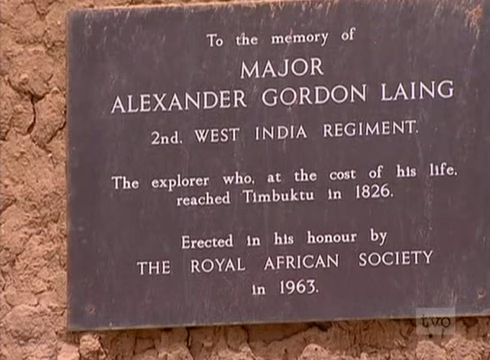 To the memory of
MAJOR
ALEXANDER GORDON LAING
2nd. WEST INDIA REGIMENT.
The explorer who, at the cost of his life,
reached Timbuktu in 1826.
Erected in his honour by
THE ROYAL AFRICAN SOCIETY
in 1963.
tvo